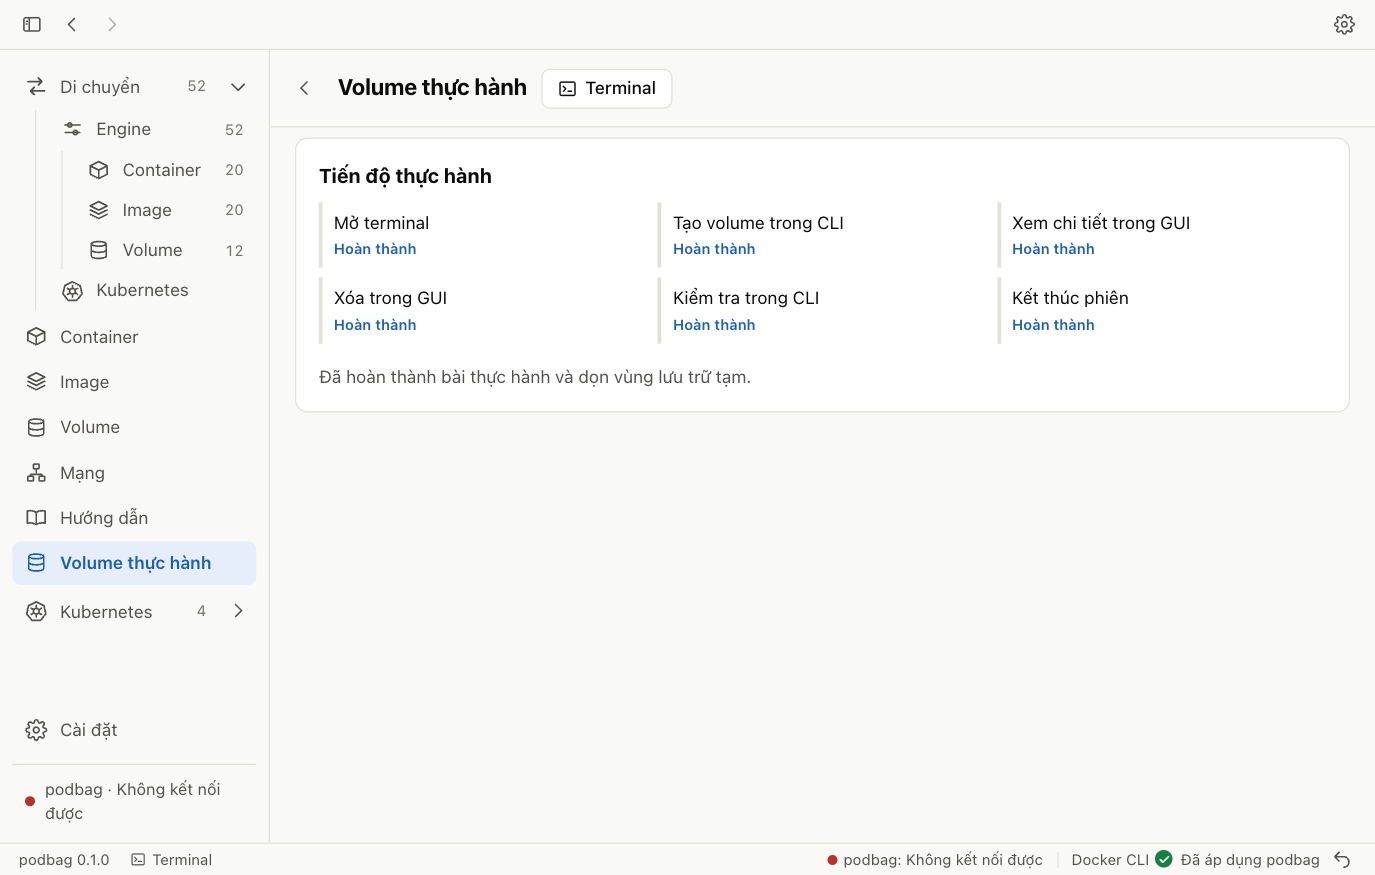 Di chuyển 52
Engine 52
Container 20
Image 20
Volume 12
Kubernetes
Container
Image
Volume
Mạng
Hướng dẫn
Volume thực hành
Kubernetes 4
Cài đặt
podbag · Không kết nối
được
Volume thực hành
Terminal
Tiến độ thực hành
Mở terminal
Hoàn thành
Tạo volume trong CLI
Hoàn thành
Xem chi tiết trong GUI
Hoàn thành
Xóa trong GUI
Hoàn thành
Kiểm tra trong CLI
Hoàn thành
Kết thúc phiên
Hoàn thành
Đã hoàn thành bài thực hành và dọn vùng lưu trữ tạm.
podbag 0.1.0
Terminal
podbag: Không kết nối được
Docker CLI
Đã áp dụng podbag